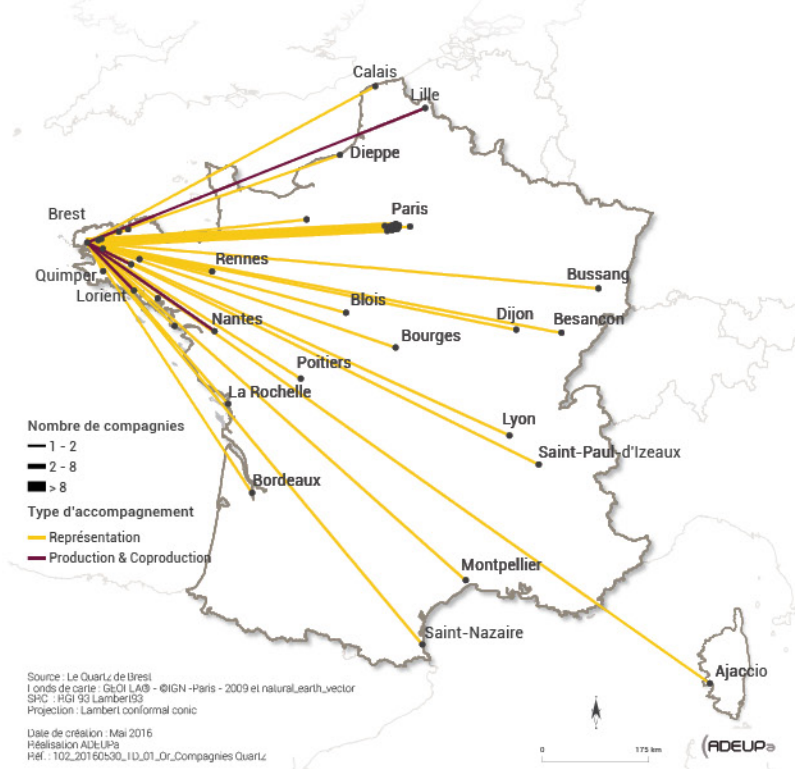 Calais
Lille
Dieppe
Brest
Paris
Rennes
Quimper
Bussang
Lorient
Blois
Nantes
Dijon
Besançon
Bourges
Poitiers
La Rochelle
Lyon
Nombre de compagnies
1 - 2
Saint-Paul-d'Izeaux
2 - 8
> 8
Bordeaux
Type d'accompagnement
Représentation
Production & Coproduction
Montpellier
Saint-Nazaire
Ajaccio
Source : Le Quartz de Brest
Fonds de carte : GEOFLA® - ©IGN -Paris - 2009 et natural_earth_vector
SRC : RGF 93 Lambert93
Projection : Lambert conformal conic
Date de création : Mai 2016
Réalisation ADEUPa
Réf. : 102_20160530_TD_01_Or_Compagnies Quartz
0 175 km
(ADEUPa